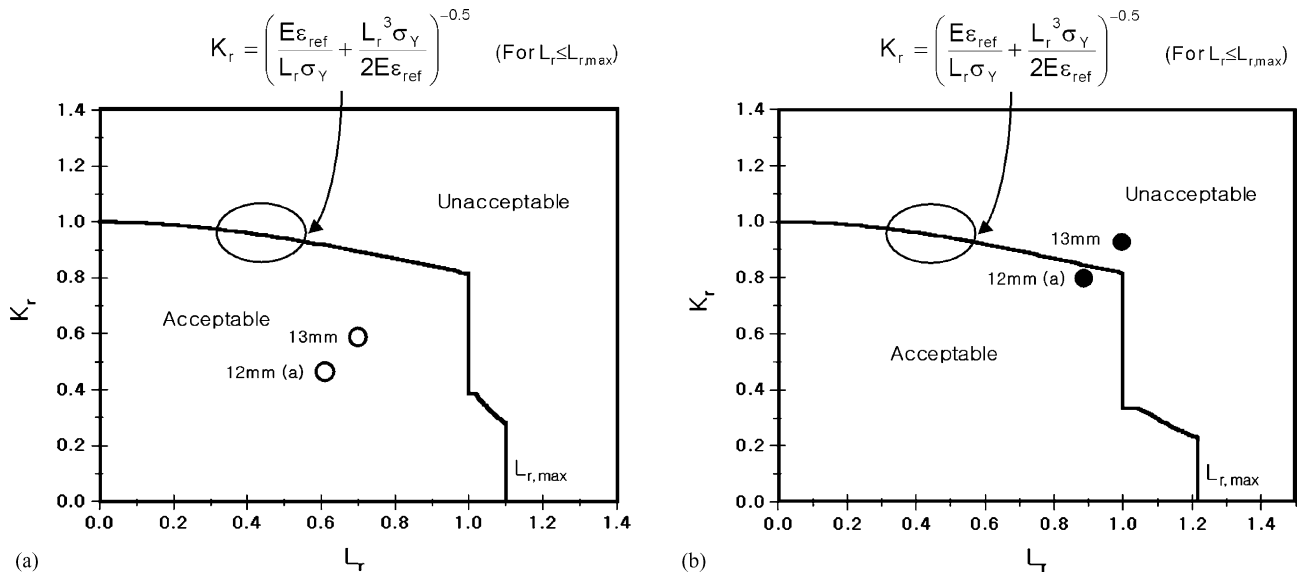 K_r = (Eε_ref / L_rσ_Y + L_r^3σ_Y / 2Eε_ref)^-0.5 (For L_r≤L_r,max)
1.4
1.2
1.0
0.8
0.6
0.4
0.2
0.0
K_r
Unacceptable
Acceptable
13mm
12mm (a)
L_r,max
0.0 0.2 0.4 0.6 0.8 1.0 1.2 1.4
L_r
(a)
K_r = (Eε_ref / L_rσ_Y + L_r^3σ_Y / 2Eε_ref)^-0.5 (For L_r≤L_r,max)
1.4
1.2
1.0
0.8
0.6
0.4
0.2
0.0
K_r
Unacceptable
13mm
12mm (a)
Acceptable
L_r,max
0.0 0.2 0.4 0.6 0.8 1.0 1.2 1.4
L_r
(b)